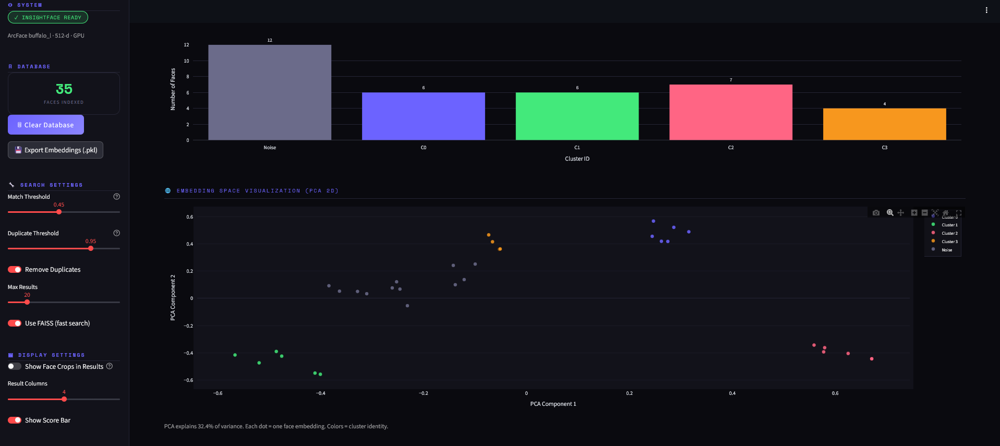 SYSTEM
✓ INSIGHTFACE READY
ArcFace buffalo_l · 512-d · GPU
DATABASE
35
FACES INDEXED
Clear Database
Export Embeddings (.pkl)
SEARCH SETTINGS
Match Threshold
0.45
Duplicate Threshold
0.95
Remove Duplicates
Max Results
20
Use FAISS (fast search)
DISPLAY SETTINGS
Show Face Crops in Results
Result Columns
4
Show Score Bar
12
6
6
7
4
12
10
8
6
4
2
0
Number of Faces
Noise C0 C1 C2 C3
Cluster ID
EMBEDDING SPACE VISUALIZATION (PCA 2D)
0.6
0.4
0.2
0
−0.2
−0.4
−0.6
PCA Component 2
−0.6 −0.4 −0.2 0 0.2 0.4 0.6
PCA Component 1
Cluster 0
Cluster 1
Cluster 2
Cluster 3
Noise
PCA explains 32.4% of variance. Each dot = one face embedding. Colors = cluster identity.